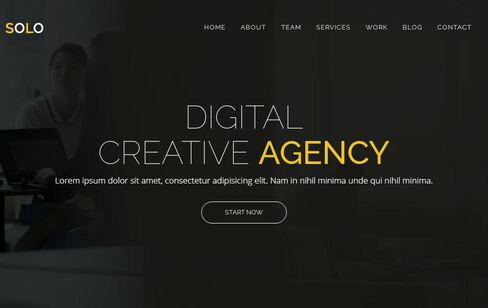 SOLO
HOME ABOUT TEAM SERVICES WORK BLOG CONTACT
DIGITAL
CREATIVE AGENCY
Lorem ipsum dolor sit amet, consectetur adipisicing elit. Nam in nihil minima unde qui nihil minima.
START NOW